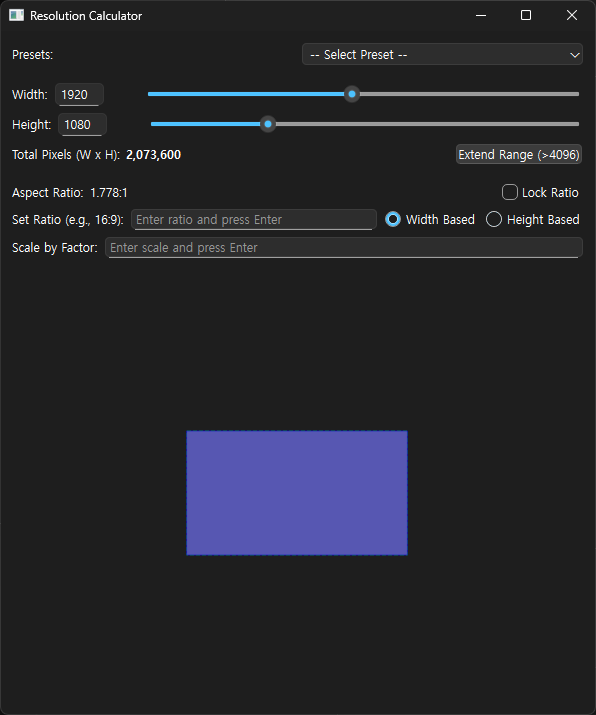 Resolution Calculator
Presets: -- Select Preset --
Width: 1920
Height: 1080
Total Pixels (W x H): 2,073,600 Extend Range (>4096)
Aspect Ratio: 1.778:1 Lock Ratio
Set Ratio (e.g., 16:9): Enter ratio and press Enter Width Based Height Based
Scale by Factor: Enter scale and press Enter